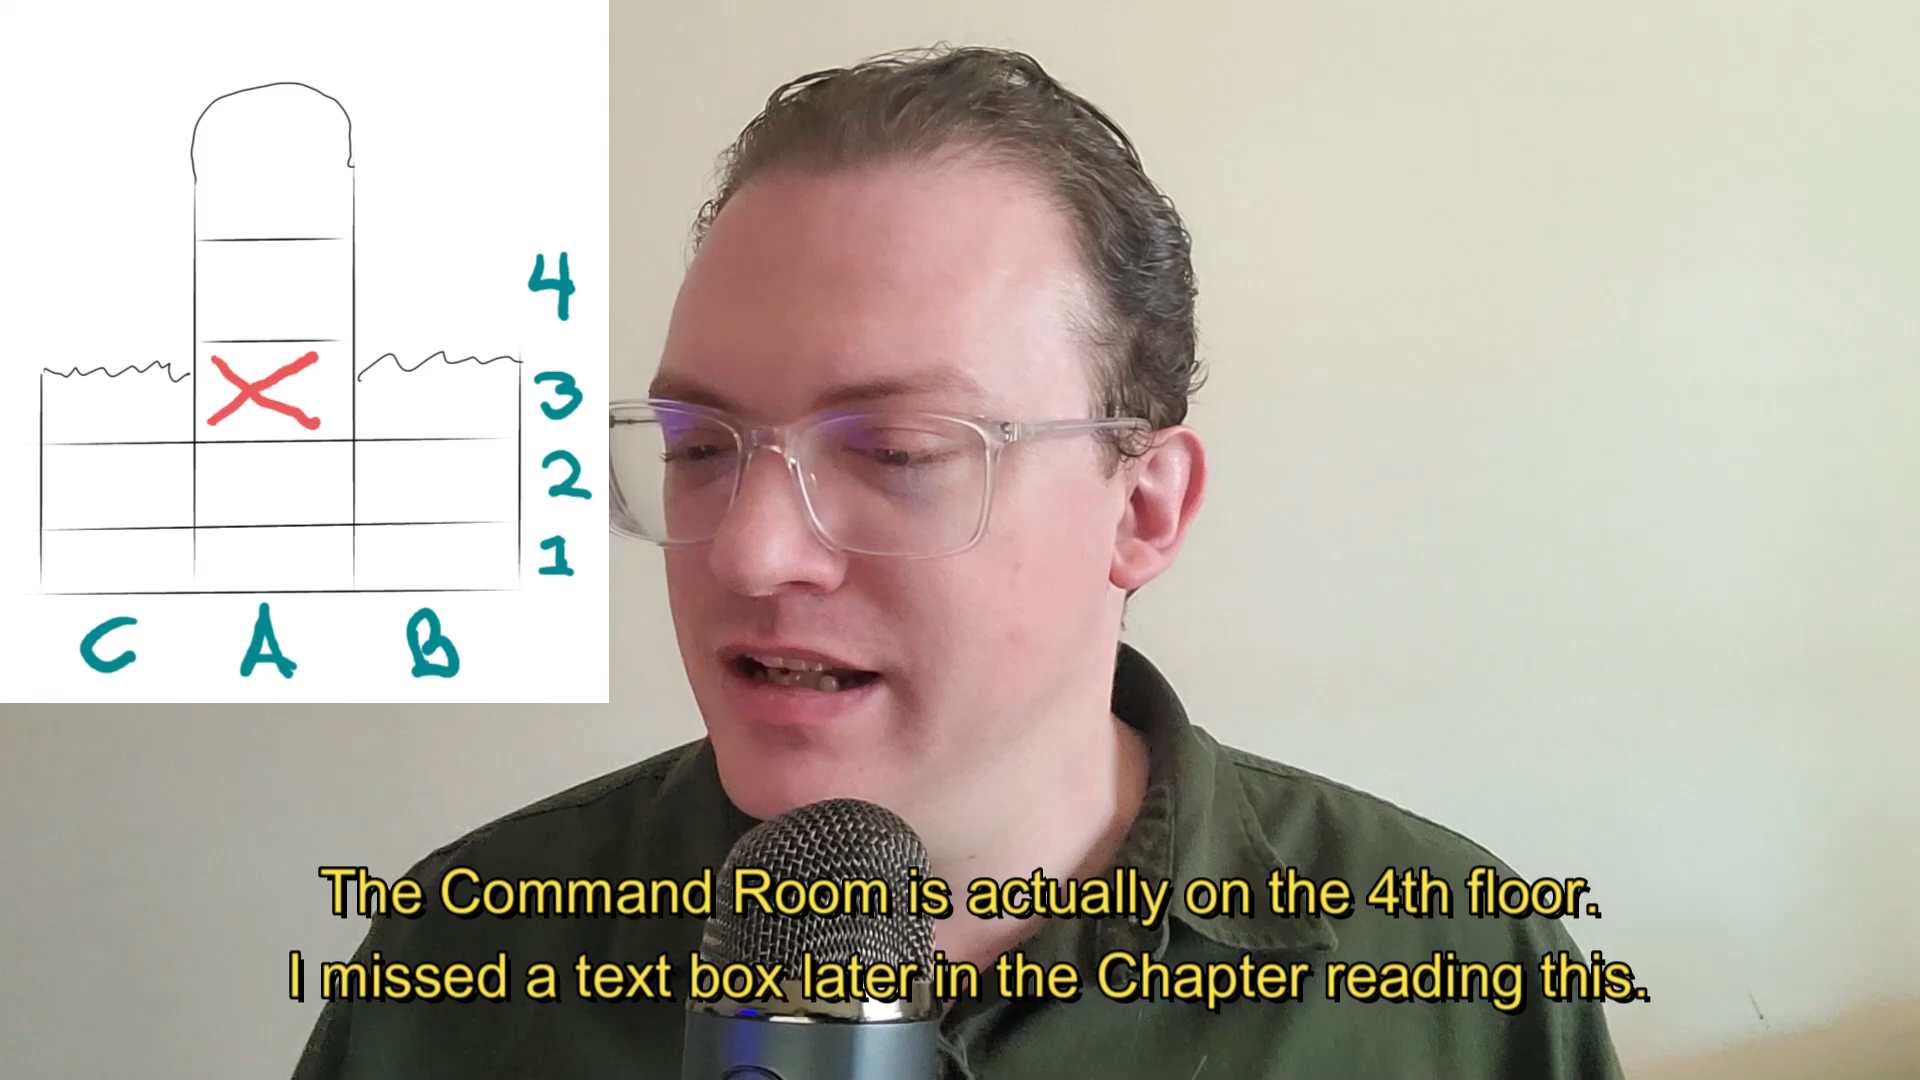 4
3
2
1
C A B
The Command Room is actually on the 4th floor.
I missed a text box later in the Chapter reading this.